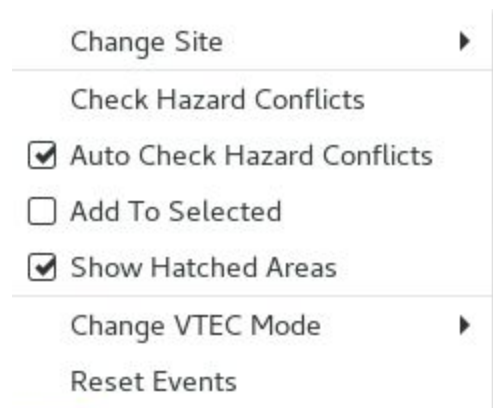 Change Site
Check Hazard Conflicts
Auto Check Hazard Conflicts
Add To Selected
Show Hatched Areas
Change VTEC Mode
Reset Events